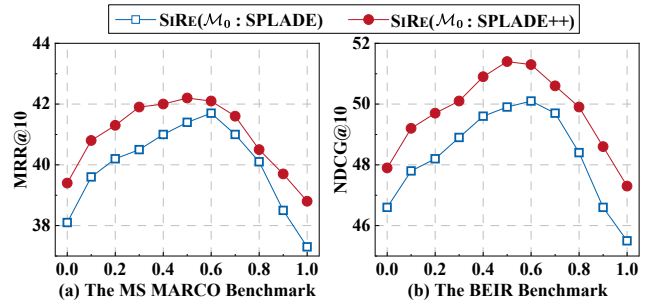 SIRE(M₀ : SPLADE) SIRE(M₀ : SPLADE++)
44
42
40
38
MRR@10
0.0 0.2 0.4 0.6 0.8 1.0
(a) The MS MARCO Benchmark
52
50
48
46
NDCG@10
0.0 0.2 0.4 0.6 0.8 1.0
(b) The BEIR Benchmark